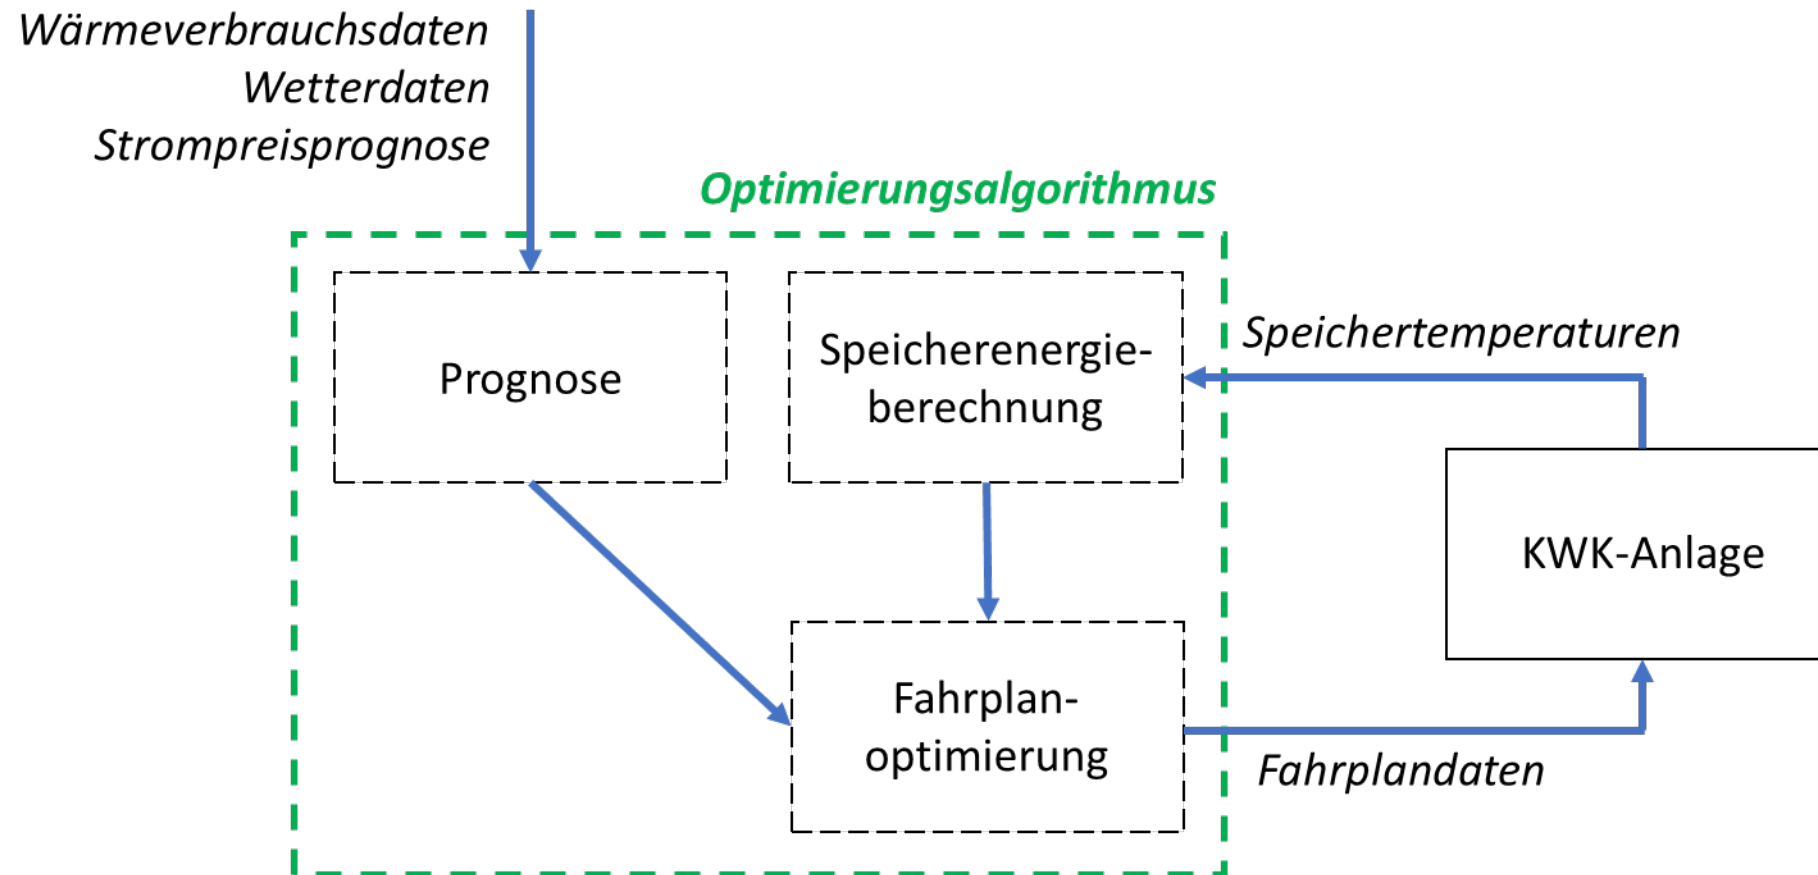 Wärmeverbrauchsdaten
Wetterdaten
Strompreisprognose
Optimierungsalgorithmus
Prognose
Speicherenergie-
berechnung
Speichertemperaturen
KWK-Anlage
Fahrplan-
optimierung
Fahrplandaten